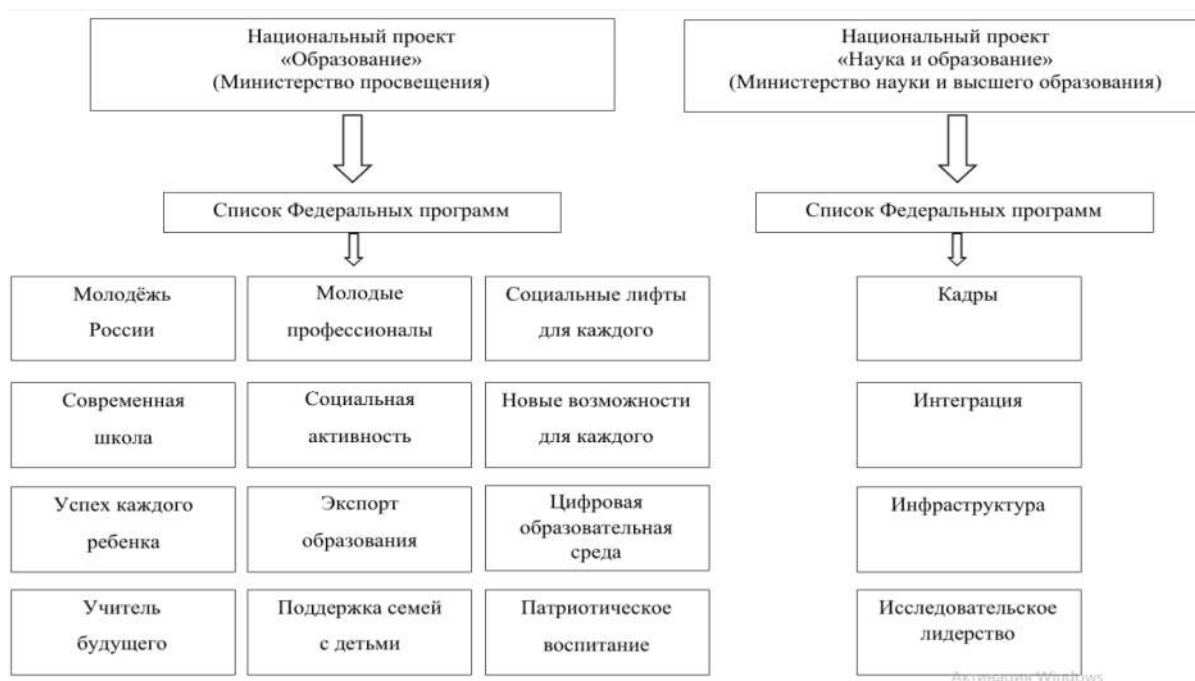 Национальный проект
«Образование»
(Министерство просвещения)
Национальный проект
«Наука и образование»
(Министерство науки и высшего образования)
Список Федеральных программ
Список Федеральных программ
Молодёжь
России
Молодые
профессионалы
Социальные лифты
для каждого
Кадры
Современная
школа
Социальная
активность
Новые возможности
для каждого
Интеграция
Успех каждого
ребенка
Экспорт
образования
Цифровая
образовательная
среда
Инфраструктура
Учитель
будущего
Поддержка семей
с детьми
Патриотическое
воспитание
Исследовательское
лидерство
Активация Windows